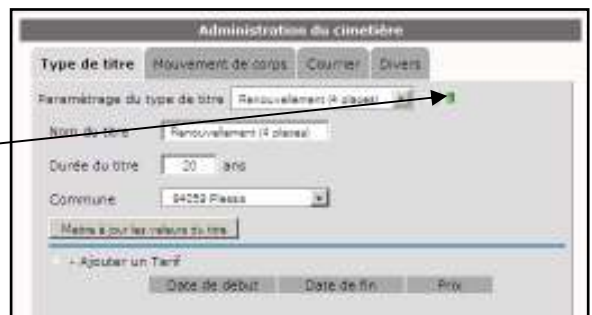 Administration du cimetière
Type de titre Mouvement de corps Courrier Divers
Paramétrage du type de titre Renouvellement (4 places)
Nom du titre Renouvellement (4 places)
Durée du titre 20 ans
Commune 94059
Mettre à jour les valeurs du titre
+ Ajouter un Tarif
Date de début Date de fin Prix